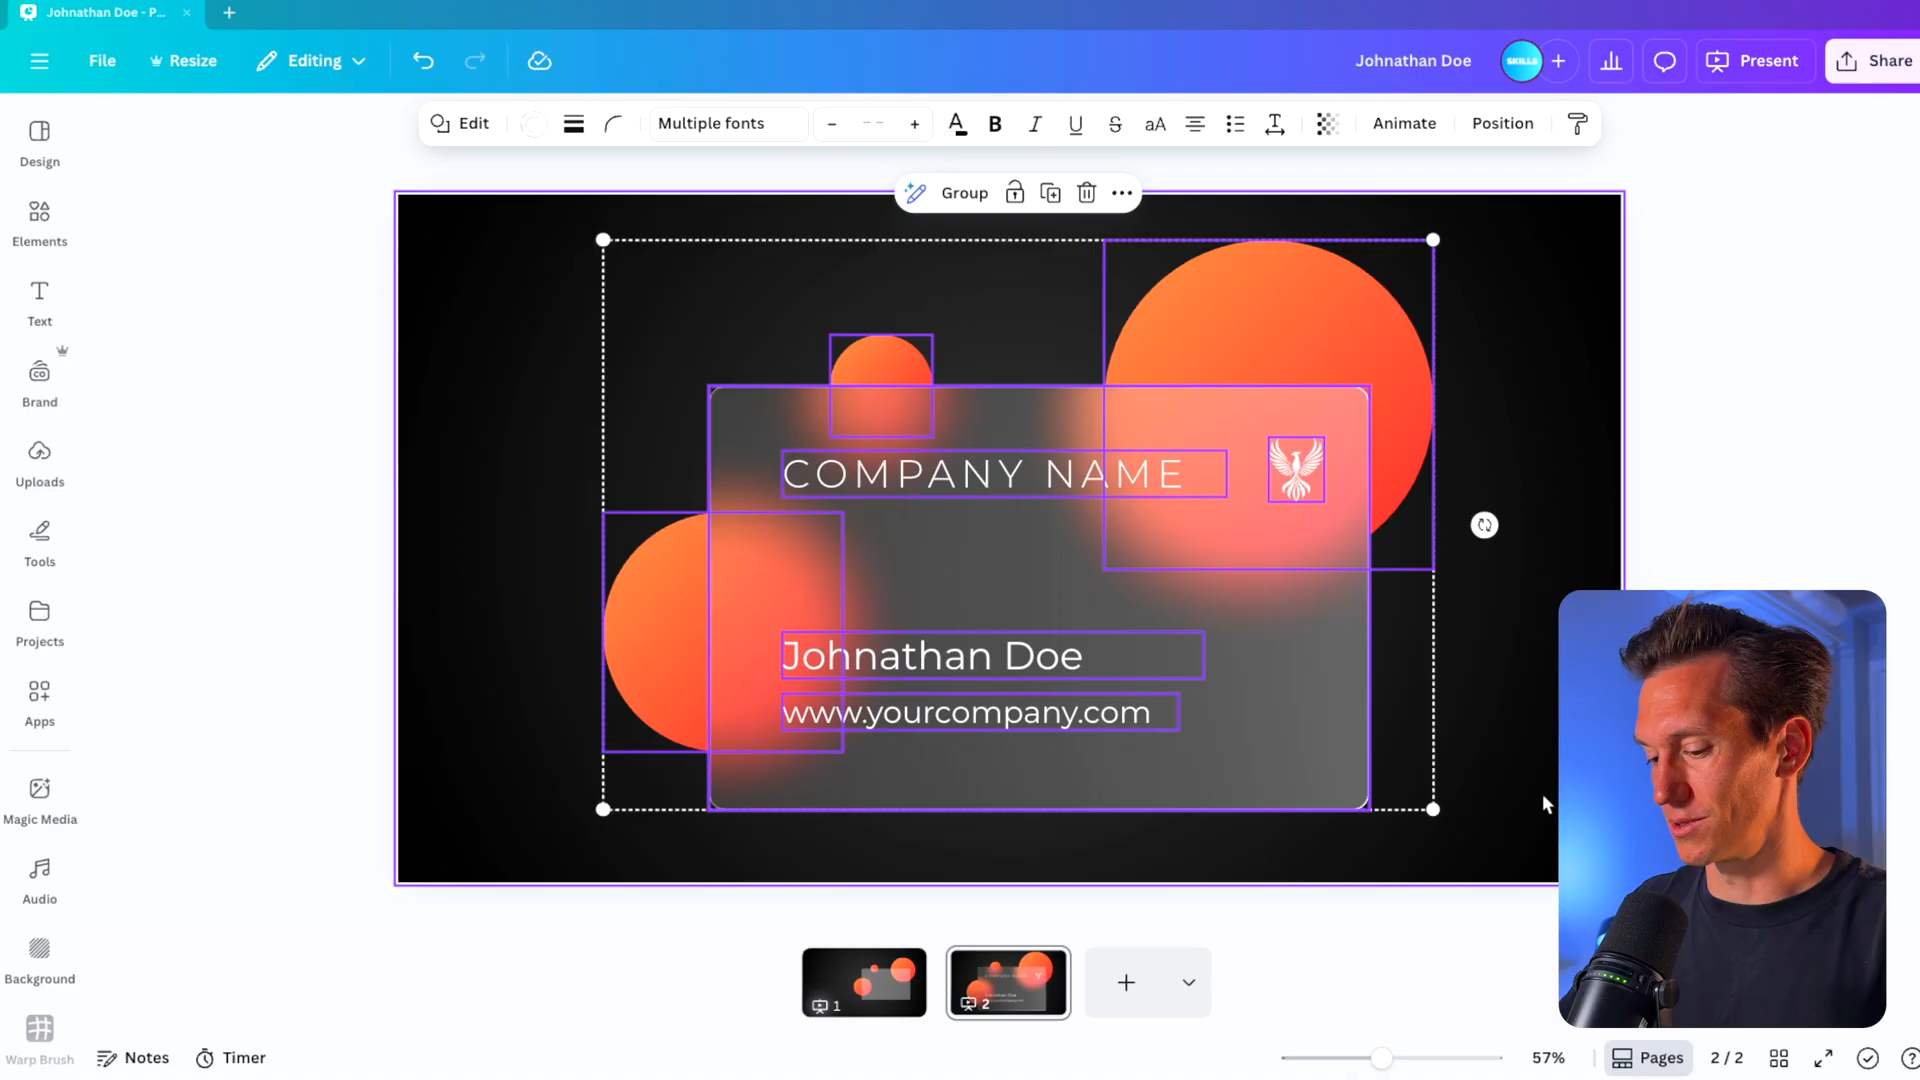 Johnathan Doe - P...
File
Resize
Editing
Johnathan Doe
SKILLS
Present
Share
Edit
Multiple fonts
- -
B
I
U
S
aA
Animate
Position
Group
Design
Elements
Text
Brand
Uploads
Tools
Projects
Apps
Magic Media
Audio
Background
Warp Brush
COMPANY NAME
Johnathan Doe
www.yourcompany.com
1
2
Notes
Timer
57%
Pages
2 / 2